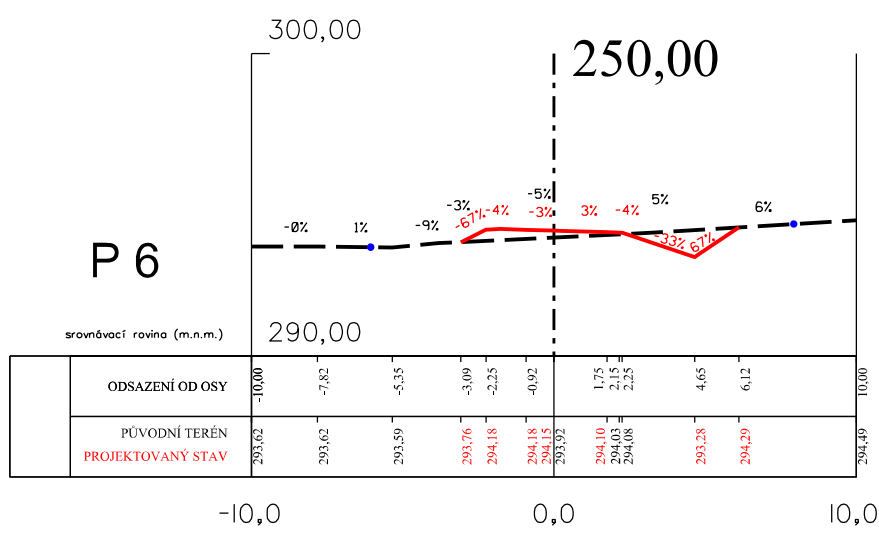 300,00
250,00
-3% -5% 5%
-0% 1% -9% -67% -4% -3% 3% -4% 6%
-33% 67%
P 6
srovnávací rovina (m.n.m.)
290,00
ODSAZENÍ OD OSY
-10,00 -7,82 -5,35 -3,09 -2,25 -0,92 1,75 2,15 2,25 4,65 6,12 10,00
PŮVODNÍ TERÉN
PROJEKTOVANÝ STAV
293,62 293,62 293,59 293,76 294,18 294,18 294,15 293,92 294,10 294,03 294,08 293,28 294,29 294,49
-10,0 0,0 10,0